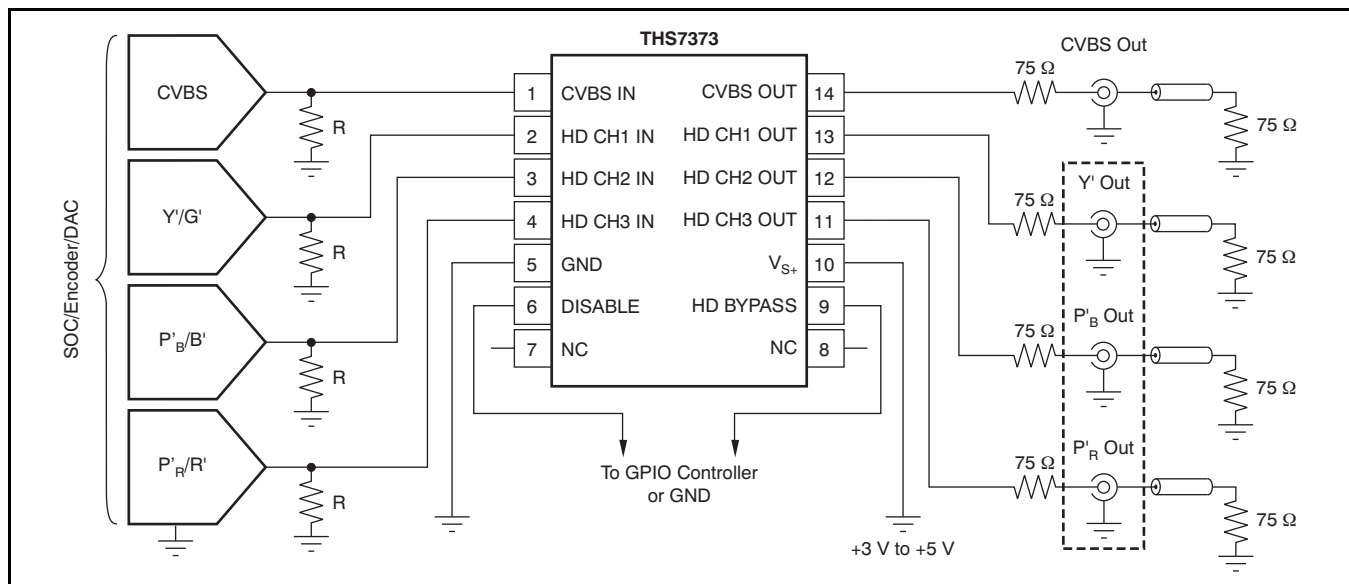 THS7373
SOC/Encoder/DAC
CVBS
R
Y'/G'
R
P'B/B'
R
P'R/R'
R
1 CVBS IN
2 HD CH1 IN
3 HD CH2 IN
4 HD CH3 IN
5 GND
6 DISABLE
7 NC
CVBS OUT 14
HD CH1 OUT 13
HD CH2 OUT 12
HD CH3 OUT 11
VS+ 10
HD BYPASS 9
NC 8
To GPIO Controller
or GND
+3 V to +5 V
CVBS Out
75 Ω
75 Ω
Y' Out
75 Ω
75 Ω
P'B Out
75 Ω
75 Ω
P'R Out
75 Ω
75 Ω